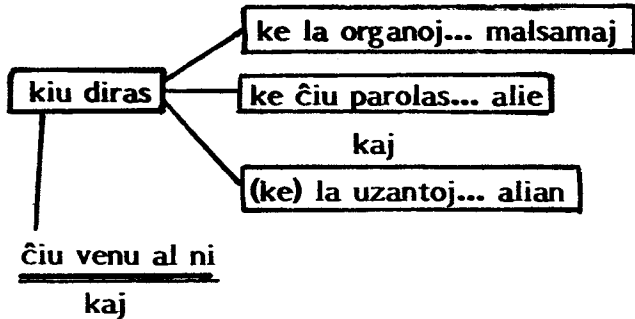 ke la organoj... malsamaj
kiu diras
ke ĉiu parolas... alie
kaj
(ke) la uzantoj... alian
ĉiu venu al ni
kaj